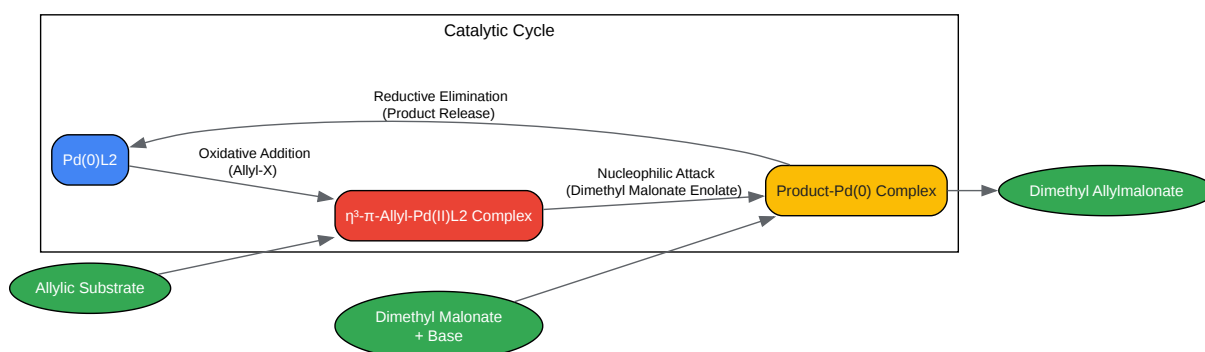 Catalytic Cycle
Reductive Elimination
(Product Release)
Pd(0)L2
Oxidative Addition
(Allyl-X)
Nucleophilic Attack
(Dimethyl Malonate Enolate)
η³-π-Allyl-Pd(II)L2 Complex
Product-Pd(0) Complex
Dimethyl Allylmalonate
Allylic Substrate
Dimethyl Malonate
+ Base